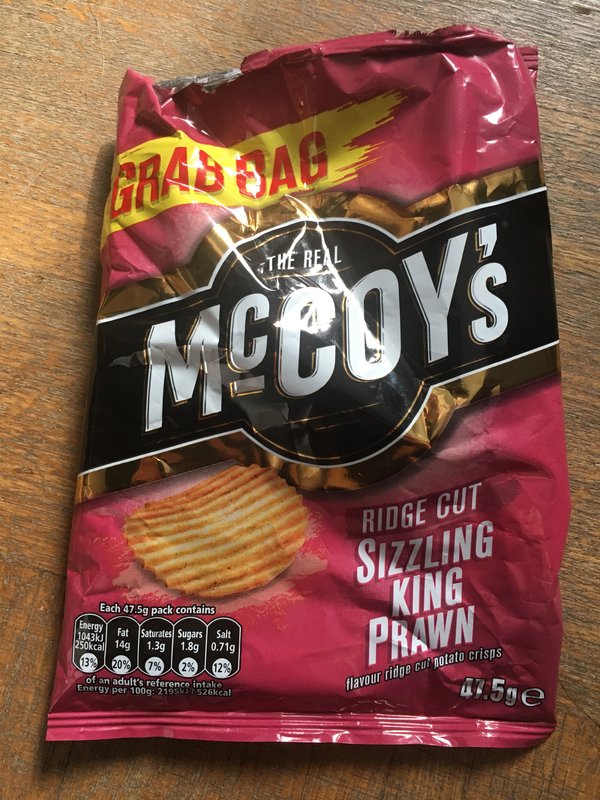 GRAB BAG
THE REAL
McCOY's
RIDGE CUT
SIZZLING
KING
PRAWN
flavour ridge cut potato crisps
47.5g e
Each 47.5g pack contains
Energy 1043kJ 250kcal 13%
Fat 14g 20%
Saturates 1.3g 7%
Sugars 1.8g 2%
Salt 0.71g 12%
of an adult's reference intake
Energy per 100g: 2195kJ / 526kcal